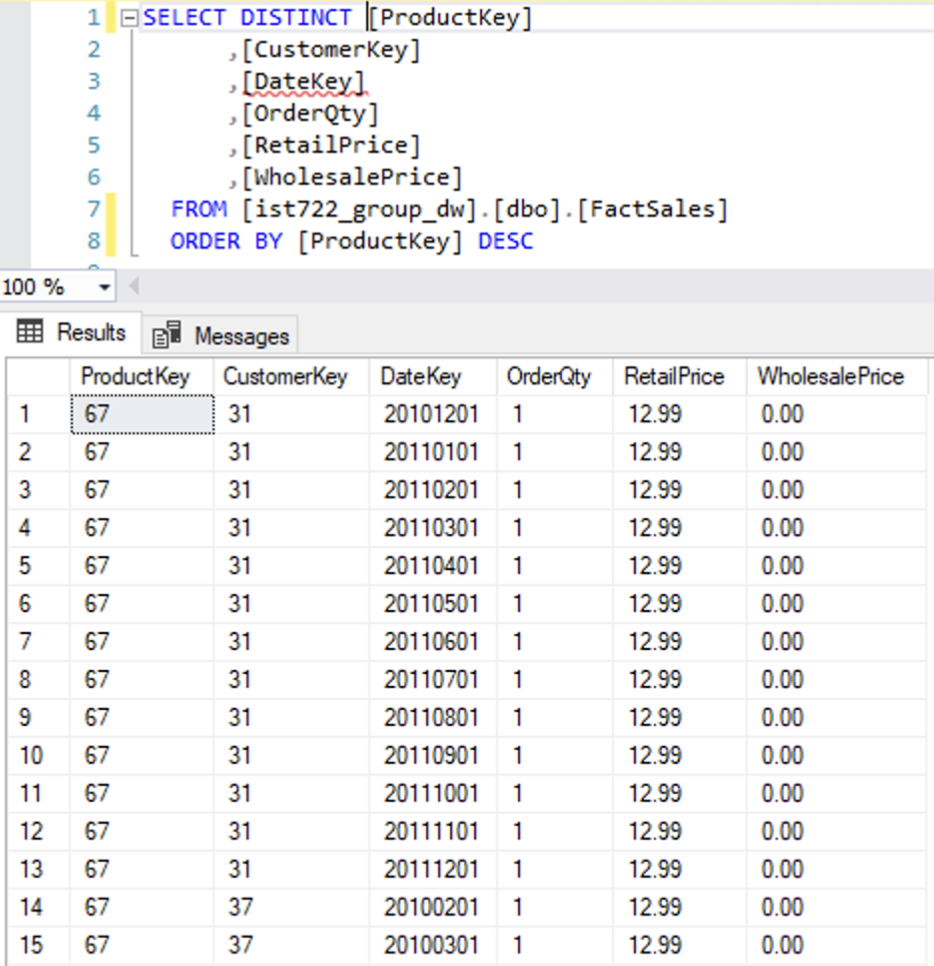 1 SELECT DISTINCT [ProductKey]
2 ,[CustomerKey]
3 ,[DateKey]
4 ,[OrderQty]
5 ,[RetailPrice]
6 ,[WholesalePrice]
7 FROM [ist722_group_dw].[dbo].[FactSales]
8 ORDER BY [ProductKey] DESC
100 %
Results Messages
ProductKey CustomerKey DateKey OrderQty RetailPrice WholesalePrice
1 67 31 20101201 1 12.99 0.00
2 67 31 20110101 1 12.99 0.00
3 67 31 20110201 1 12.99 0.00
4 67 31 20110301 1 12.99 0.00
5 67 31 20110401 1 12.99 0.00
6 67 31 20110501 1 12.99 0.00
7 67 31 20110601 1 12.99 0.00
8 67 31 20110701 1 12.99 0.00
9 67 31 20110801 1 12.99 0.00
10 67 31 20110901 1 12.99 0.00
11 67 31 20111001 1 12.99 0.00
12 67 31 20111101 1 12.99 0.00
13 67 31 20111201 1 12.99 0.00
14 67 37 20100201 1 12.99 0.00
15 67 37 20100301 1 12.99 0.00